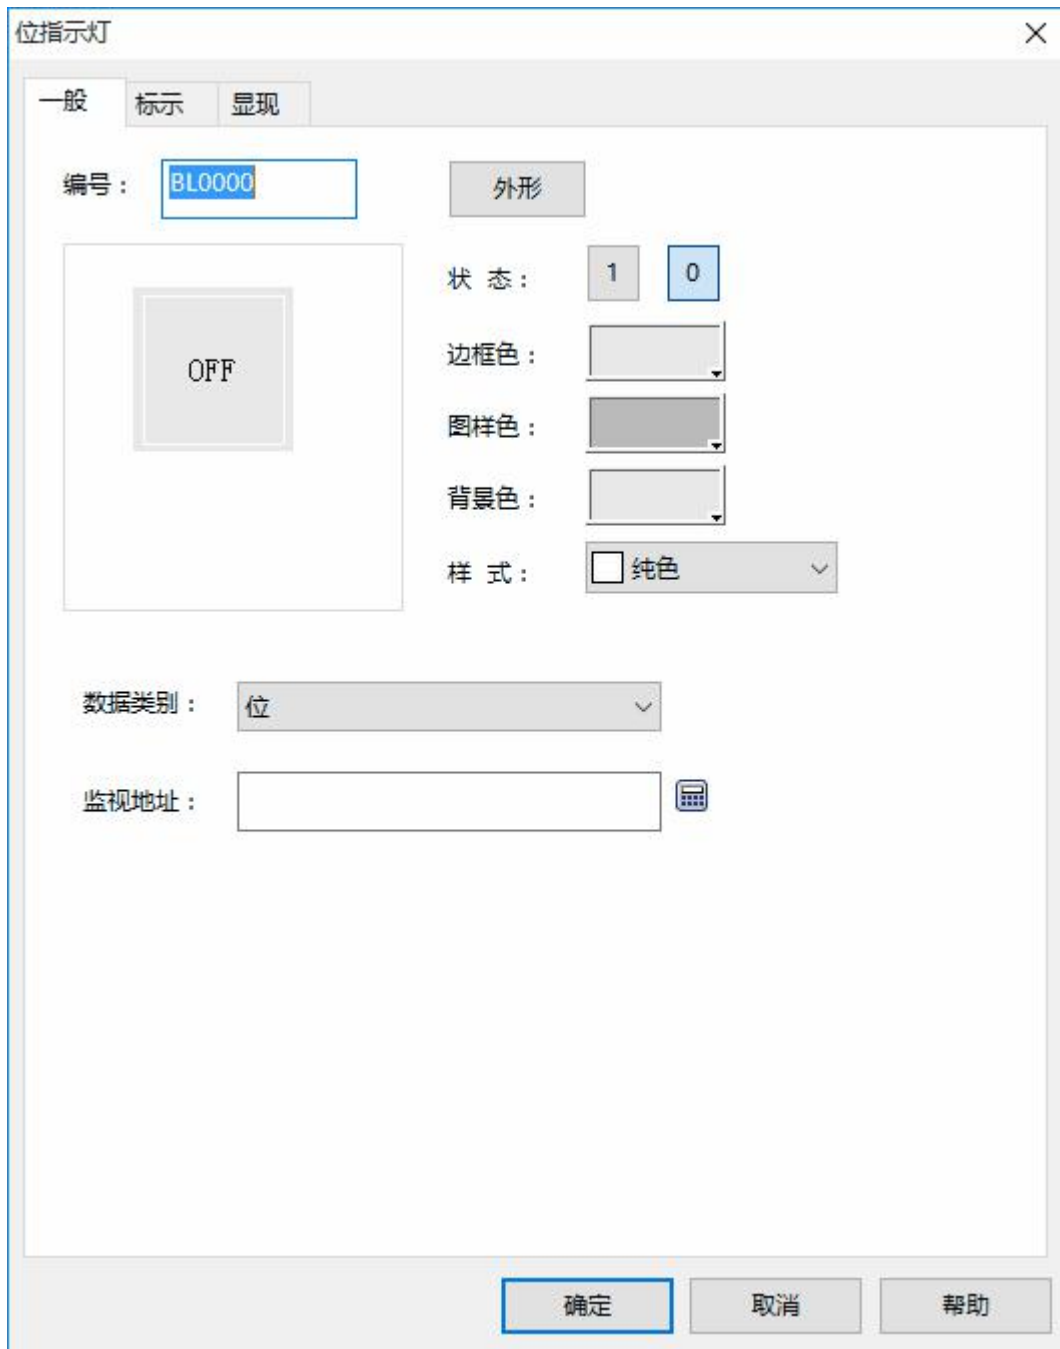 位指示灯
一般 标示 显现
编号： BL0000 外形
OFF
状 态： 1 0
边框色：
图样色：
背景色：
样 式： 纯色
数据类别： 位
监视地址：
确定 取消 帮助